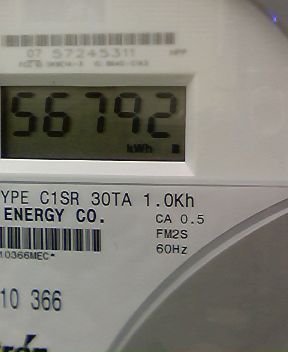 07 57245311
56792
kWh
YPE C1SR 30TA 1.0Kh
ENERGY CO. CA 0.5
FM2S
10366MEC*
60Hz
10 366